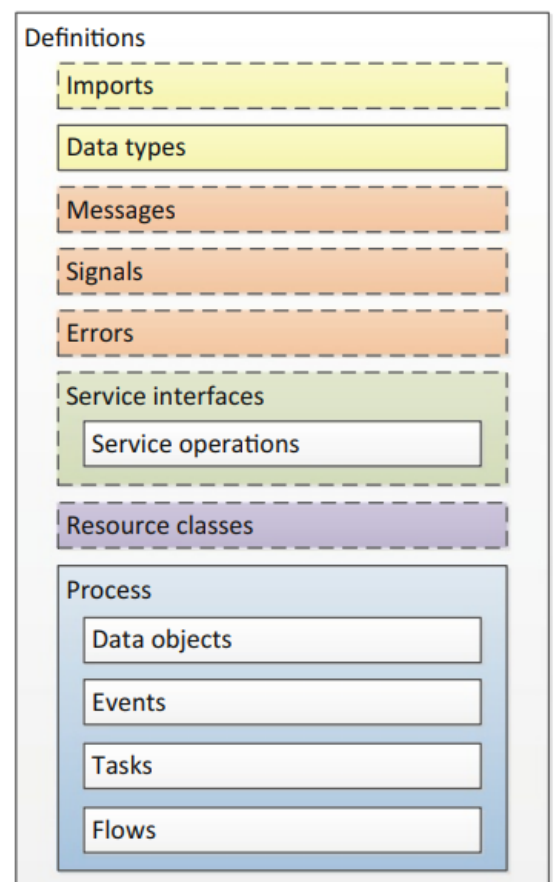 Definitions
Imports
Data types
Messages
Signals
Errors
Service interfaces
Service operations
Resource classes
Process
Data objects
Events
Tasks
Flows